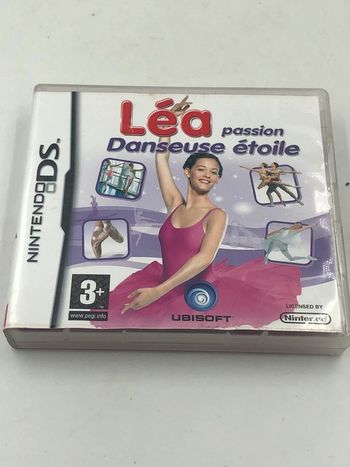 Léa passion
Danseuse étoile
NINTENDO DS
3+
www.pegi.info
UBISOFT
LICENSED BY
Nintendo